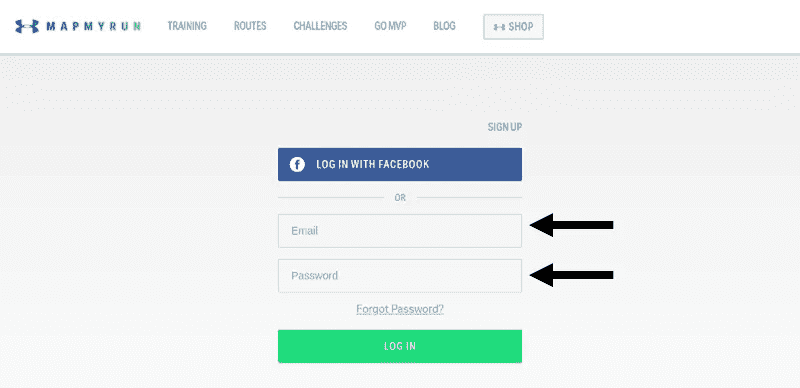 MAPMYRUN TRAINING ROUTES CHALLENGES GO MVP BLOG SHOP
SIGN UP
LOG IN WITH FACEBOOK
OR
Email
Password
Forgot Password?
LOG IN